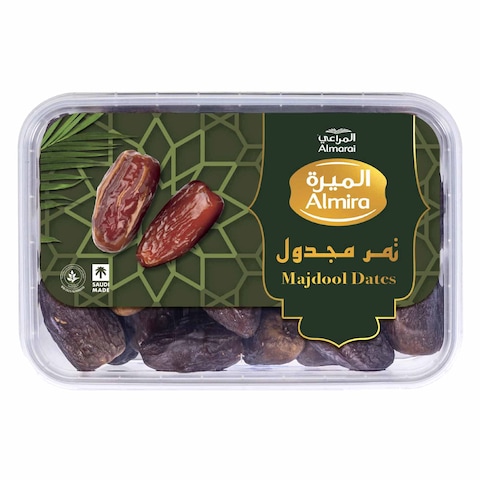 المراعي
Almarai
الميرة
Almira
تمر مجدول
Majdool Dates
SAUDI
MADE